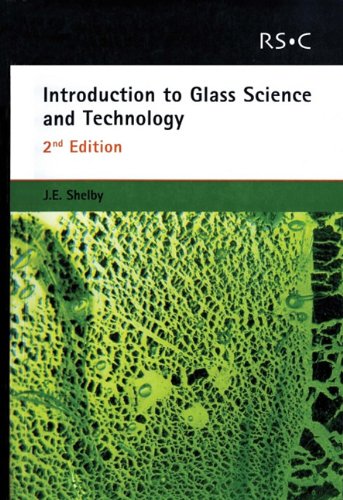 RS•C
Introduction to Glass Science
and Technology
2nd Edition
J.E. Shelby